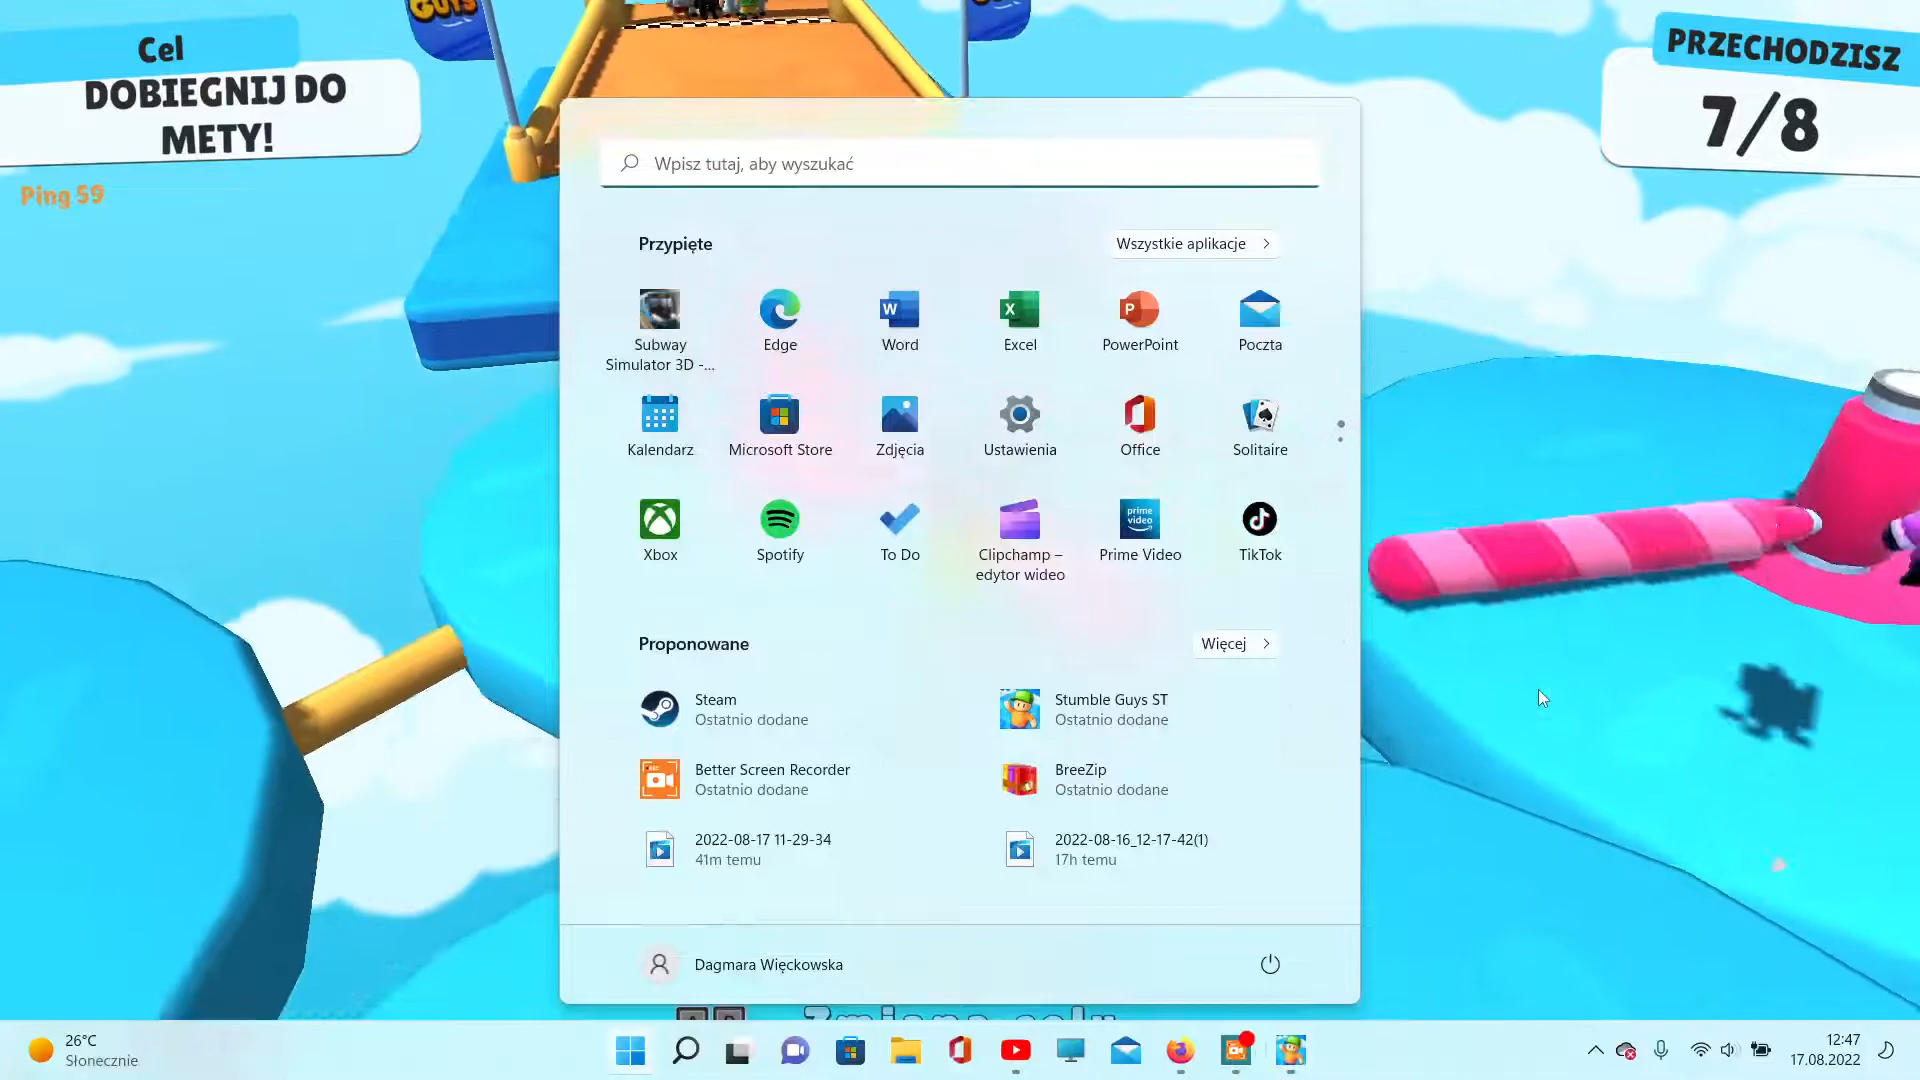 GUYS
Cel
DOBIEGNIJ DO
METY!
Ping 59
PRZECHODZISZ
7/8
Wpisz tutaj, aby wyszukać
Przypięte
Wszystkie aplikacje
Subway
Simulator 3D -...
Edge
Word
Excel
PowerPoint
Poczta
Kalendarz
Microsoft Store
Zdjęcia
Ustawienia
Office
Solitaire
Xbox
Spotify
To Do
Clipchamp –
edytor wideo
prime
video
Prime Video
TikTok
Proponowane
Więcej
Steam
Ostatnio dodane
Stumble Guys ST
Ostatnio dodane
Better Screen Recorder
Ostatnio dodane
BreeZip
Ostatnio dodane
2022-08-17 11-29-34
41m temu
2022-08-16_12-17-42(1)
17h temu
Dagmara Więckowska
26°C
Słonecznie
12:47
17.08.2022